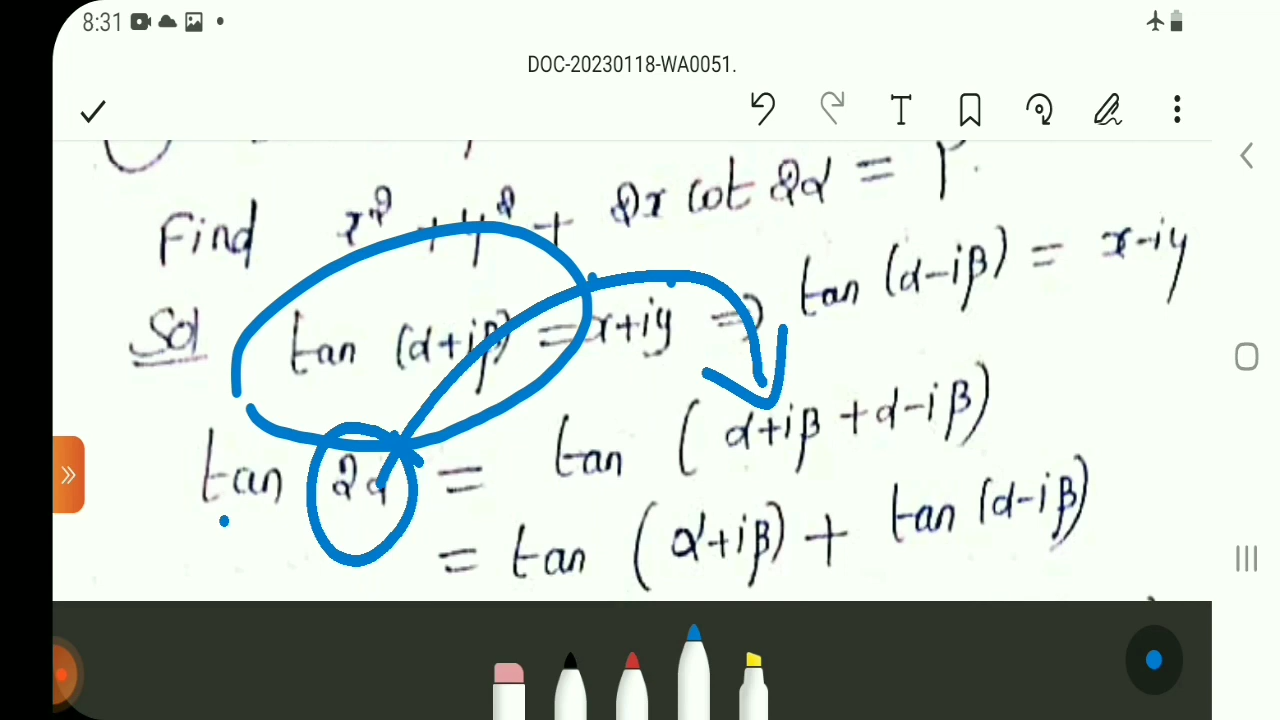 8:31
DOC-20230118-WA0051.
Find x² + y² + 2x cot 2α = 1.
Sol tan (α+iβ) = x+iy ⇒ tan (α-iβ) = x-iy
tan 2α = tan (α+iβ +α-iβ)
= tan (α+iβ) + tan (α-iβ)